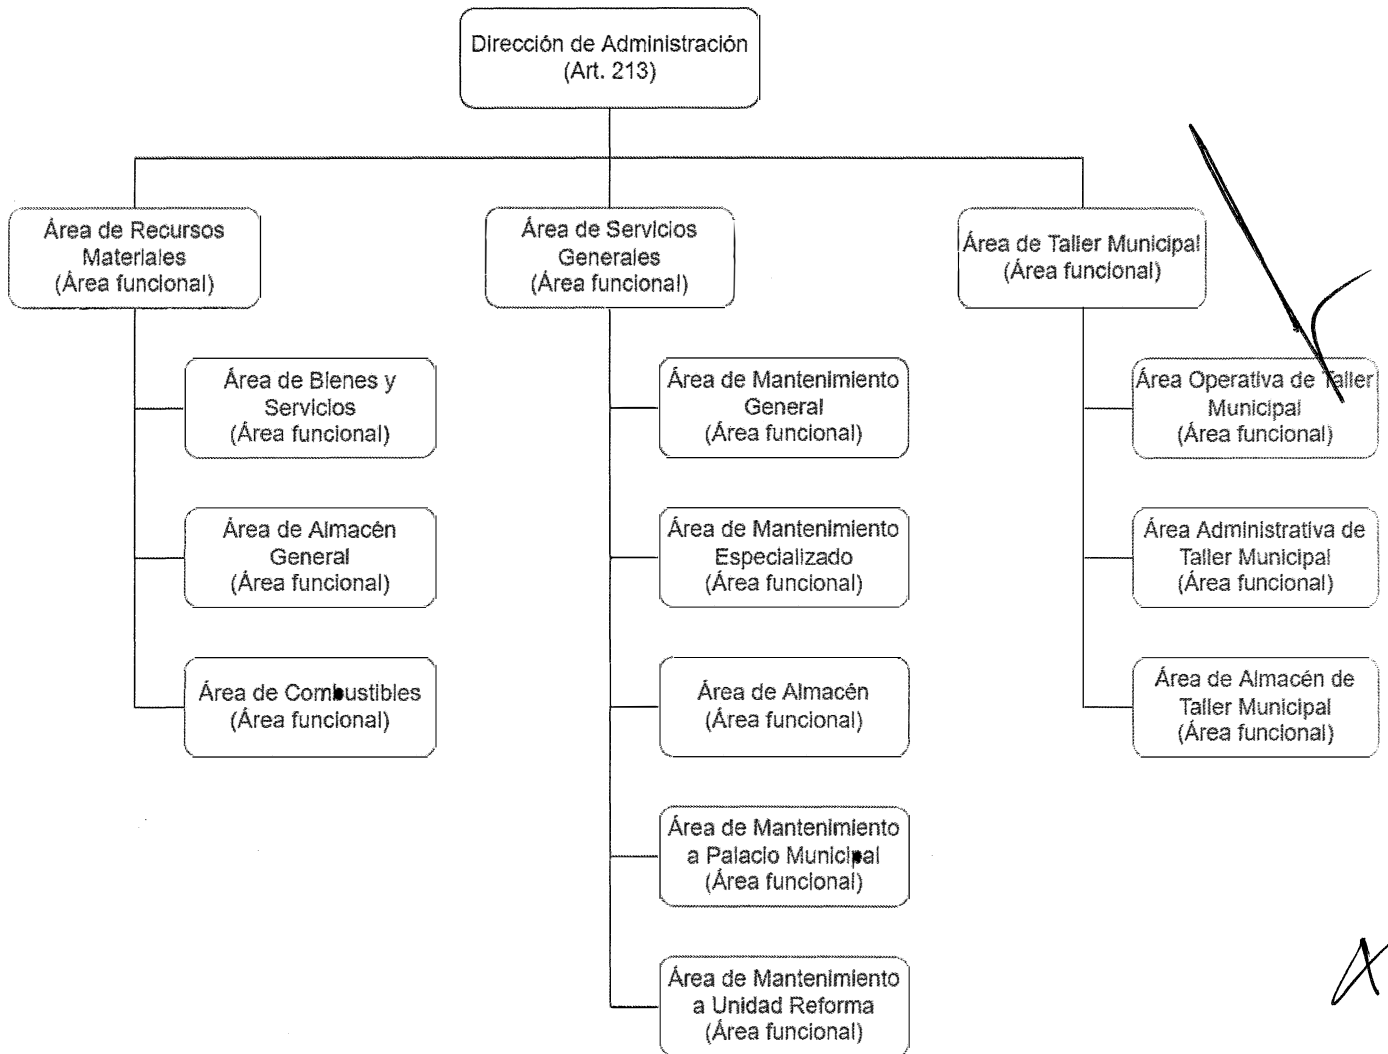 Dirección de Administración
(Art. 213)
Área de Recursos
Materiales
(Área funcional)
Área de Bienes y
Servicios
(Área funcional)
Área de Almacén
General
(Área funcional)
Área de Combustibles
(Área funcional)
Área de Servicios
Generales
(Área funcional)
Área de Mantenimiento
General
(Área funcional)
Área de Mantenimiento
Especializado
(Área funcional)
Área de Almacén
(Área funcional)
Área de Mantenimiento
a Palacio Municipal
(Área funcional)
Área de Mantenimiento
a Unidad Reforma
(Área funcional)
Área de Taller Municipal
(Área funcional)
Área Operativa de Taller
Municipal
(Área funcional)
Área Administrativa de
Taller Municipal
(Área funcional)
Área de Almacén de
Taller Municipal
(Área funcional)